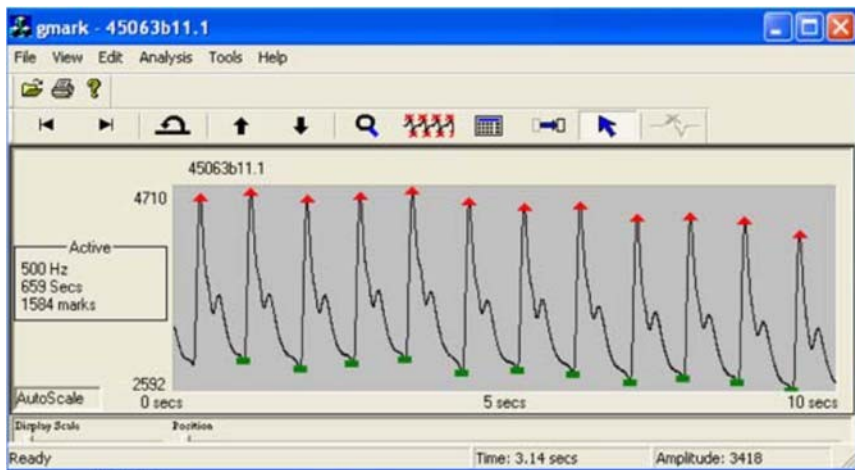 gmark - 45063b11.1
File View Edit Analysis Tools Help
45063b11.1
4710
Active
500 Hz
659 Secs
1584 marks
2592
AutoScale
0 secs 5 secs 10 secs
Display Scale Position
Ready Time: 3.14 secs Amplitude: 3418